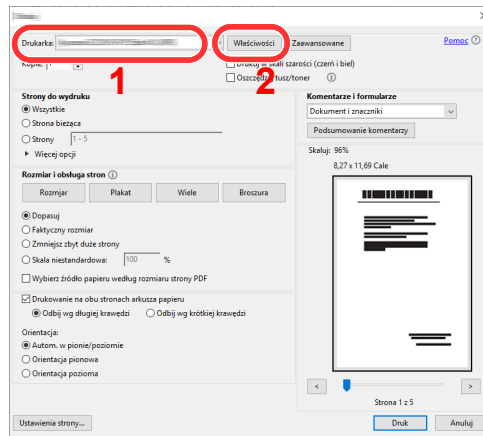 Drukarka: Właściwości Zaawansowane Pomoc
Kopie: 1 Drukuj w skali szarości (czerń i biel)
1 2
Oszczędzaj tusz/toner
Strony do wydruku
Wszystkie
Strona bieżąca
Strony 1 - 5
Więcej opcji
Komentarze i formularze
Dokument i znaczniki
Podsumowanie komentarzy
Rozmiar i obsługa stron
Rozmjar Plakat Wiele Broszura
Dopasuj
Faktyczny rozmiar
Zmniejsz zbyt duże strony
Skala niestandardowa: 100 %
Wybierz źródło papieru według rozmiaru strony PDF
Drukowanie na obu stronach arkusza papieru
Odbij wg długiej krawędzi Odbij wg krótkiej krawędzi
Orientacja:
Autom. w pionie/poziomie
Orientacja pionowa
Orientacja pozioma
Skaluj: 96%
8,27 x 11,69 Cale
< >
Strona 1 z 5
Ustawienia strony... Druk Anuluj